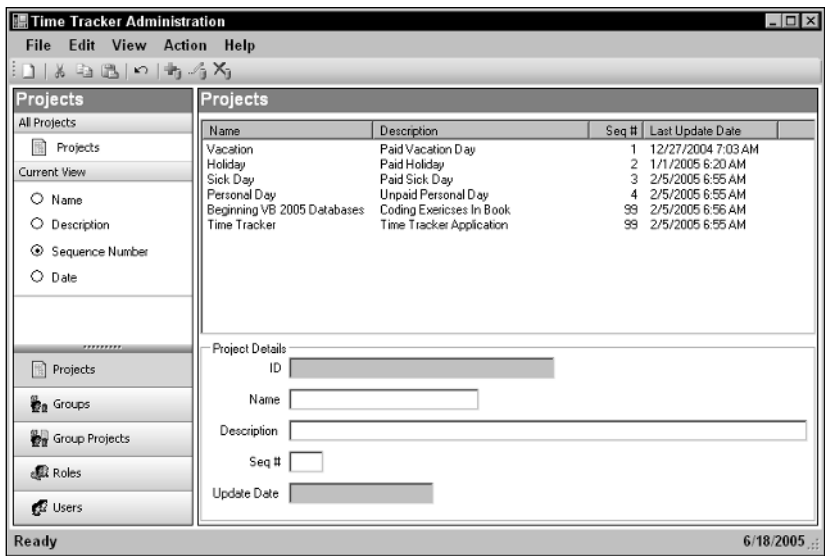 Time Tracker Administration
File Edit View Action Help
Projects
All Projects
Projects
Current View
Name
Description
Sequence Number
Date
Projects
Groups
Group Projects
Roles
Users
Projects
Name Description Seq # Last Update Date
Vacation Paid Vacation Day 1 12/27/2004 7:03 AM
Holiday Paid Holiday 2 1/1/2005 6:20 AM
Sick Day Paid Sick Day 3 2/5/2005 6:55 AM
Personal Day Unpaid Personal Day 4 2/5/2005 6:55 AM
Beginning VB 2005 Databases Coding Exericses In Book 99 2/5/2005 6:56 AM
Time Tracker Time Tracker Application 99 2/5/2005 6:55 AM
Project Details
ID
Name
Description
Seq #
Update Date
Ready 6/18/2005